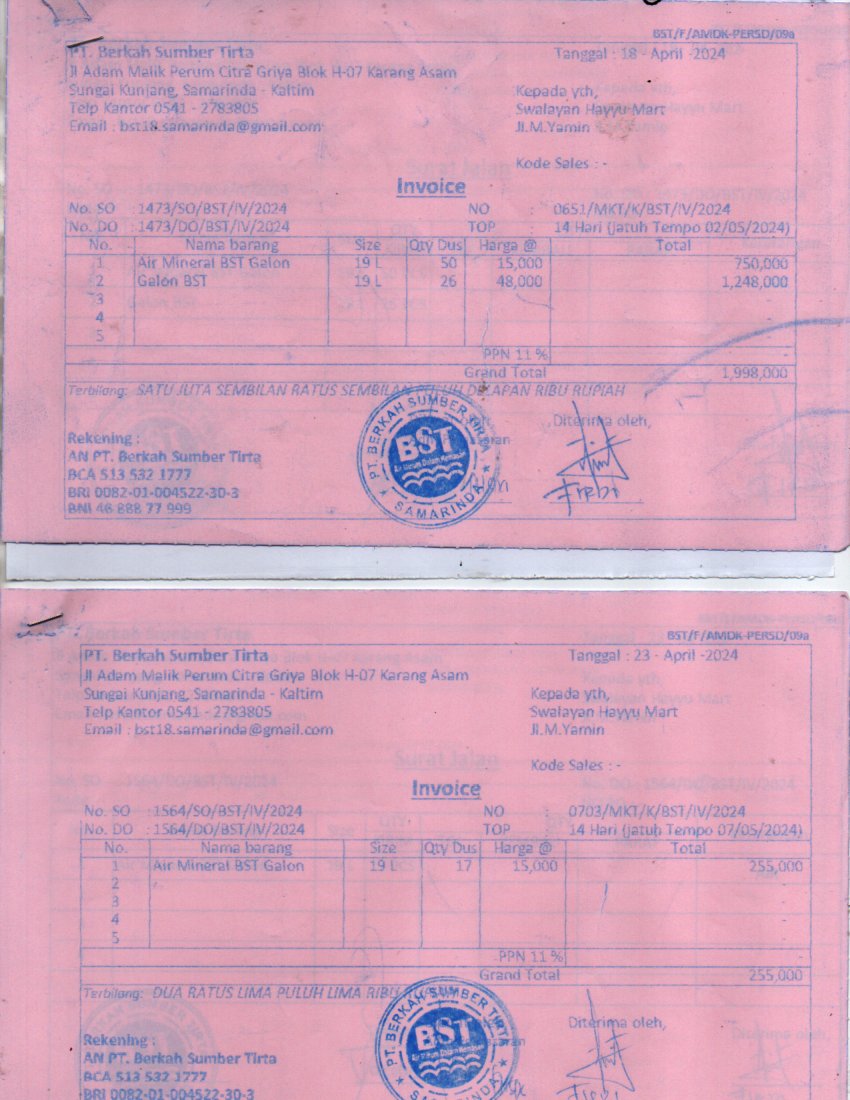 BST/F/AMDK-PERSD/09a
PT. Berkah Sumber Tirta
Tanggal : 18 - April -2024
Jl Adam Malik Perum Citra Griya Blok H-07 Karang Asam
Sungai Kunjang, Samarinda - Kaltim
Kepada yth,
Telp Kantor 0541 - 2783805
Swalayan Hayyu Mart
Email : bst18.samarinda@gmail.com
Jl.M.Yamin
Kode Sales : -
Invoice
No. SO : 1473/SO/BST/IV/2024 NO : 0651/MKT/K/BST/IV/2024
No. DO : 1473/DO/BST/IV/2024 TOP : 14 Hari (Jatuh Tempo 02/05/2024)
No. Nama barang Size Qty Dus Harga @ Total
1 Air Mineral BST Galon 19 L 50 15,000 750,000
2 Galon BST 19 L 26 48,000 1,248,000
3 -
4 -
5 -
PPN 11 % -
Grand Total 1,998,000
Terbilang: SATU JUTA SEMBILAN RATUS SEMBILAN PULUH DELAPAN RIBU RUPIAH
Diterima oleh,
Rekening :
AN PT. Berkah Sumber Tirta
BCA 513 532 1777
BRI 0082-01-004522-30-3
BNI 46 888 77 999
PT. BERKAH SUMBER TIRTA
BST
Air Minum Dalam Kemasan
SAMARINDA
BST/F/AMDK-PERSD/09a
PT. Berkah Sumber Tirta
Tanggal : 23 - April -2024
Jl Adam Malik Perum Citra Griya Blok H-07 Karang Asam
Sungai Kunjang, Samarinda - Kaltim
Kepada yth,
Telp Kantor 0541 - 2783805
Swalayan Hayyu Mart
Email : bst18.samarinda@gmail.com
Jl.M.Yamin
Kode Sales : -
Surat Jalan
Invoice
No. SO : 1564/SO/BST/IV/2024 NO : 0703/MKT/K/BST/IV/2024
No. DO : 1564/DO/BST/IV/2024 TOP : 14 Hari (Jatuh Tempo 07/05/2024)
No. Nama barang Size Qty Dus Harga @ Total
1 Air Mineral BST Galon 19 L 17 15,000 255,000
2 -
3 -
4 -
5 -
PPN 11 % -
Grand Total 255,000
Terbilang: DUA RATUS LIMA PULUH LIMA RIBU
Diterima oleh,
Rekening :
AN PT. Berkah Sumber Tirta
BCA 513 532 1777
BRI 0082-01-004522-30-3
PT. BERKAH SUMBER TIRTA
BST
Air Minum Dalam Kemasan
SAMARINDA